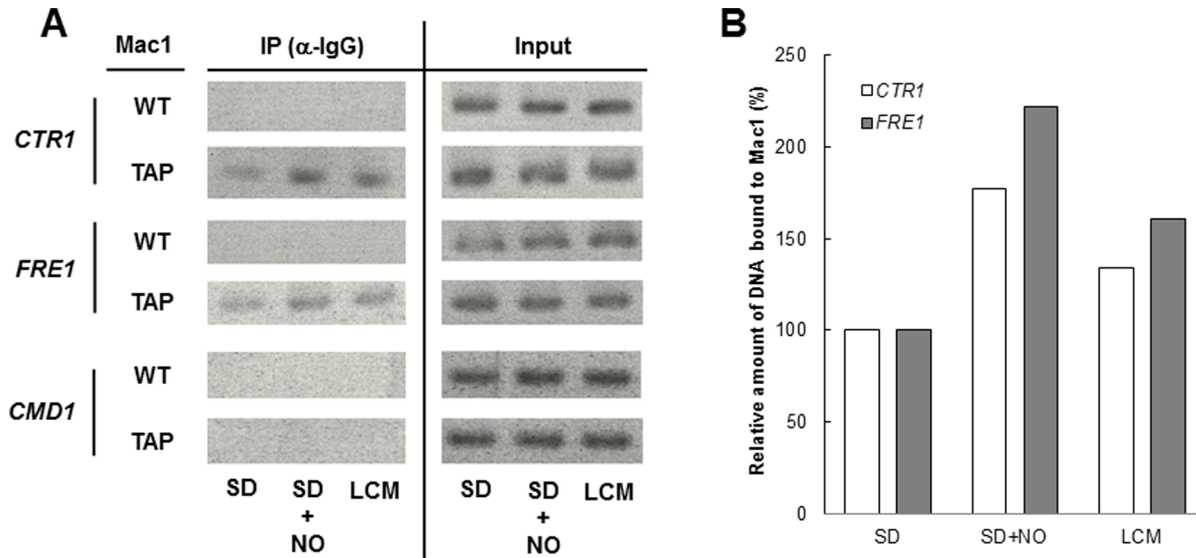 A
Mac1
IP (α-IgG)
Input
CTR1
WT
TAP
FRE1
WT
TAP
CMD1
WT
TAP
SD
SD
+
NO
LCM
SD
SD
+
NO
LCM
B
Relative amount of DNA bound to Mac1 (%)
250
200
150
100
50
0
CTR1
FRE1
SD
SD+NO
LCM